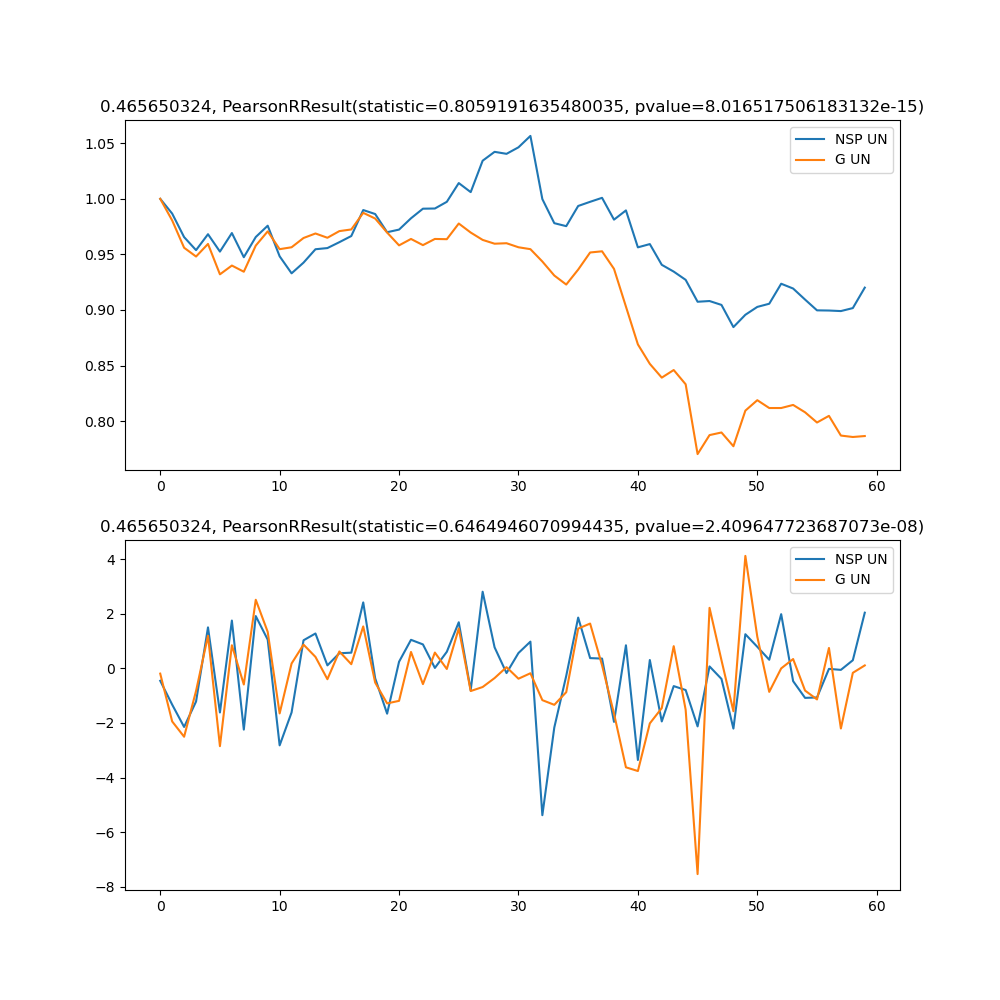 0.465650324, PearsonRResult(statistic=0.8059191635480035, pvalue=8.016517506183132e-15)
NSP UN
G UN
1.05
1.00
0.95
0.90
0.85
0.80
0 10 20 30 40 50 60
0.465650324, PearsonRResult(statistic=0.6464946070994435, pvalue=2.409647723687073e-08)
NSP UN
G UN
4
2
0
−2
−4
−6
−8
0 10 20 30 40 50 60